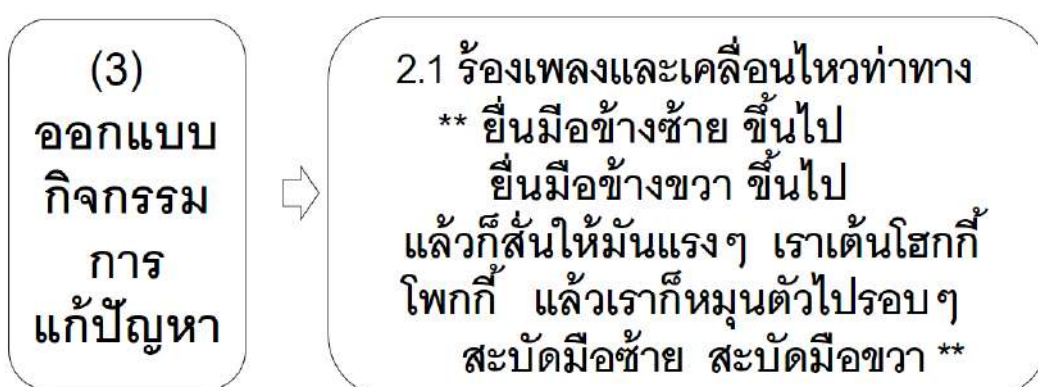 (3)
ออกแบบ
กิจกรรม
การ
แก้ปัญหา
2.1 ร้องเพลงและเคลื่อนไหวท่าทาง
** ยื่นมือข้างซ้าย ขึ้นไป
ยื่นมือข้างขวา ขึ้นไป
แล้วก็สั่นให้มันแรงๆ เราเต้นโฮกกี้
โพกกี้ แล้วเราก็หมุนตัวไปรอบๆ
สะบัดมือซ้าย สะบัดมือขวา **